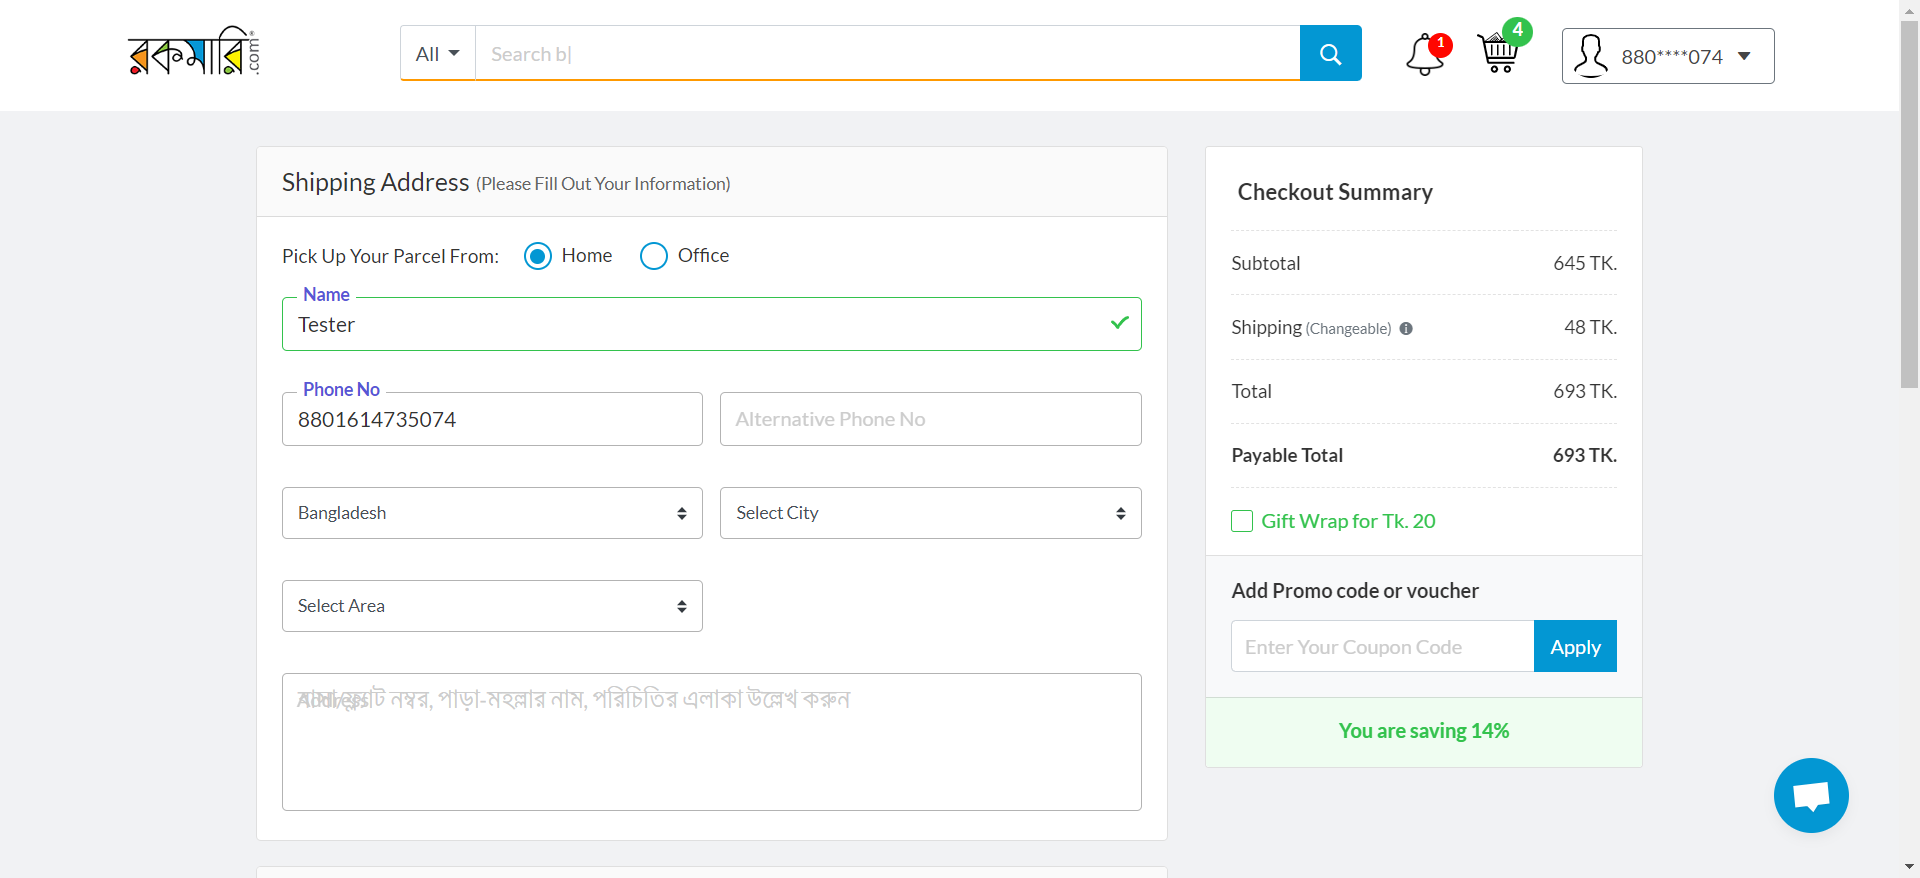 রকমারি.com
All
Search b|
1
4
880****074
Shipping Address (Please Fill Out Your Information)
Pick Up Your Parcel From: Home Office
Name
Tester
Phone No
8801614735074
Alternative Phone No
Bangladesh
Select City
Select Area
নম্বর, পাড়া-মহল্লার নাম, পরিচিতির এলাকা উল্লেখ করুন
Checkout Summary
Subtotal 645 TK.
Shipping (Changeable) 48 TK.
Total 693 TK.
Payable Total 693 TK.
Gift Wrap for Tk. 20
Add Promo code or voucher
Enter Your Coupon Code
Apply
You are saving 14%